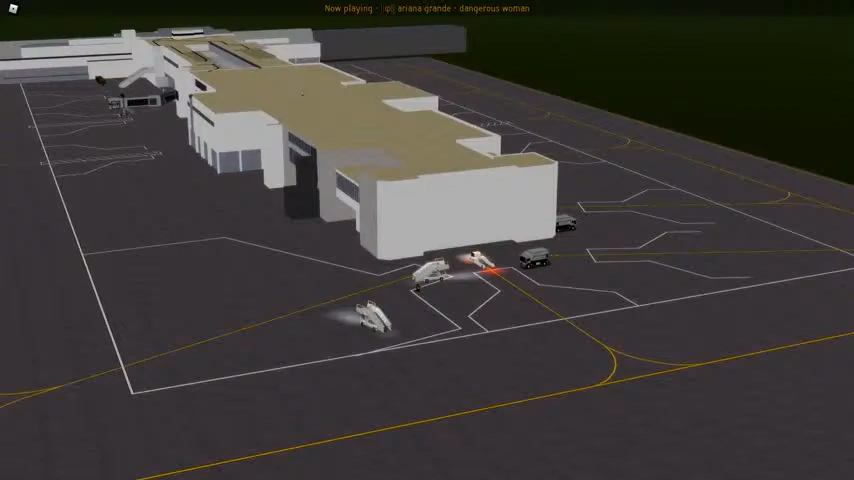 Now playing - ||ψ|| ariana grande - dangerous woman